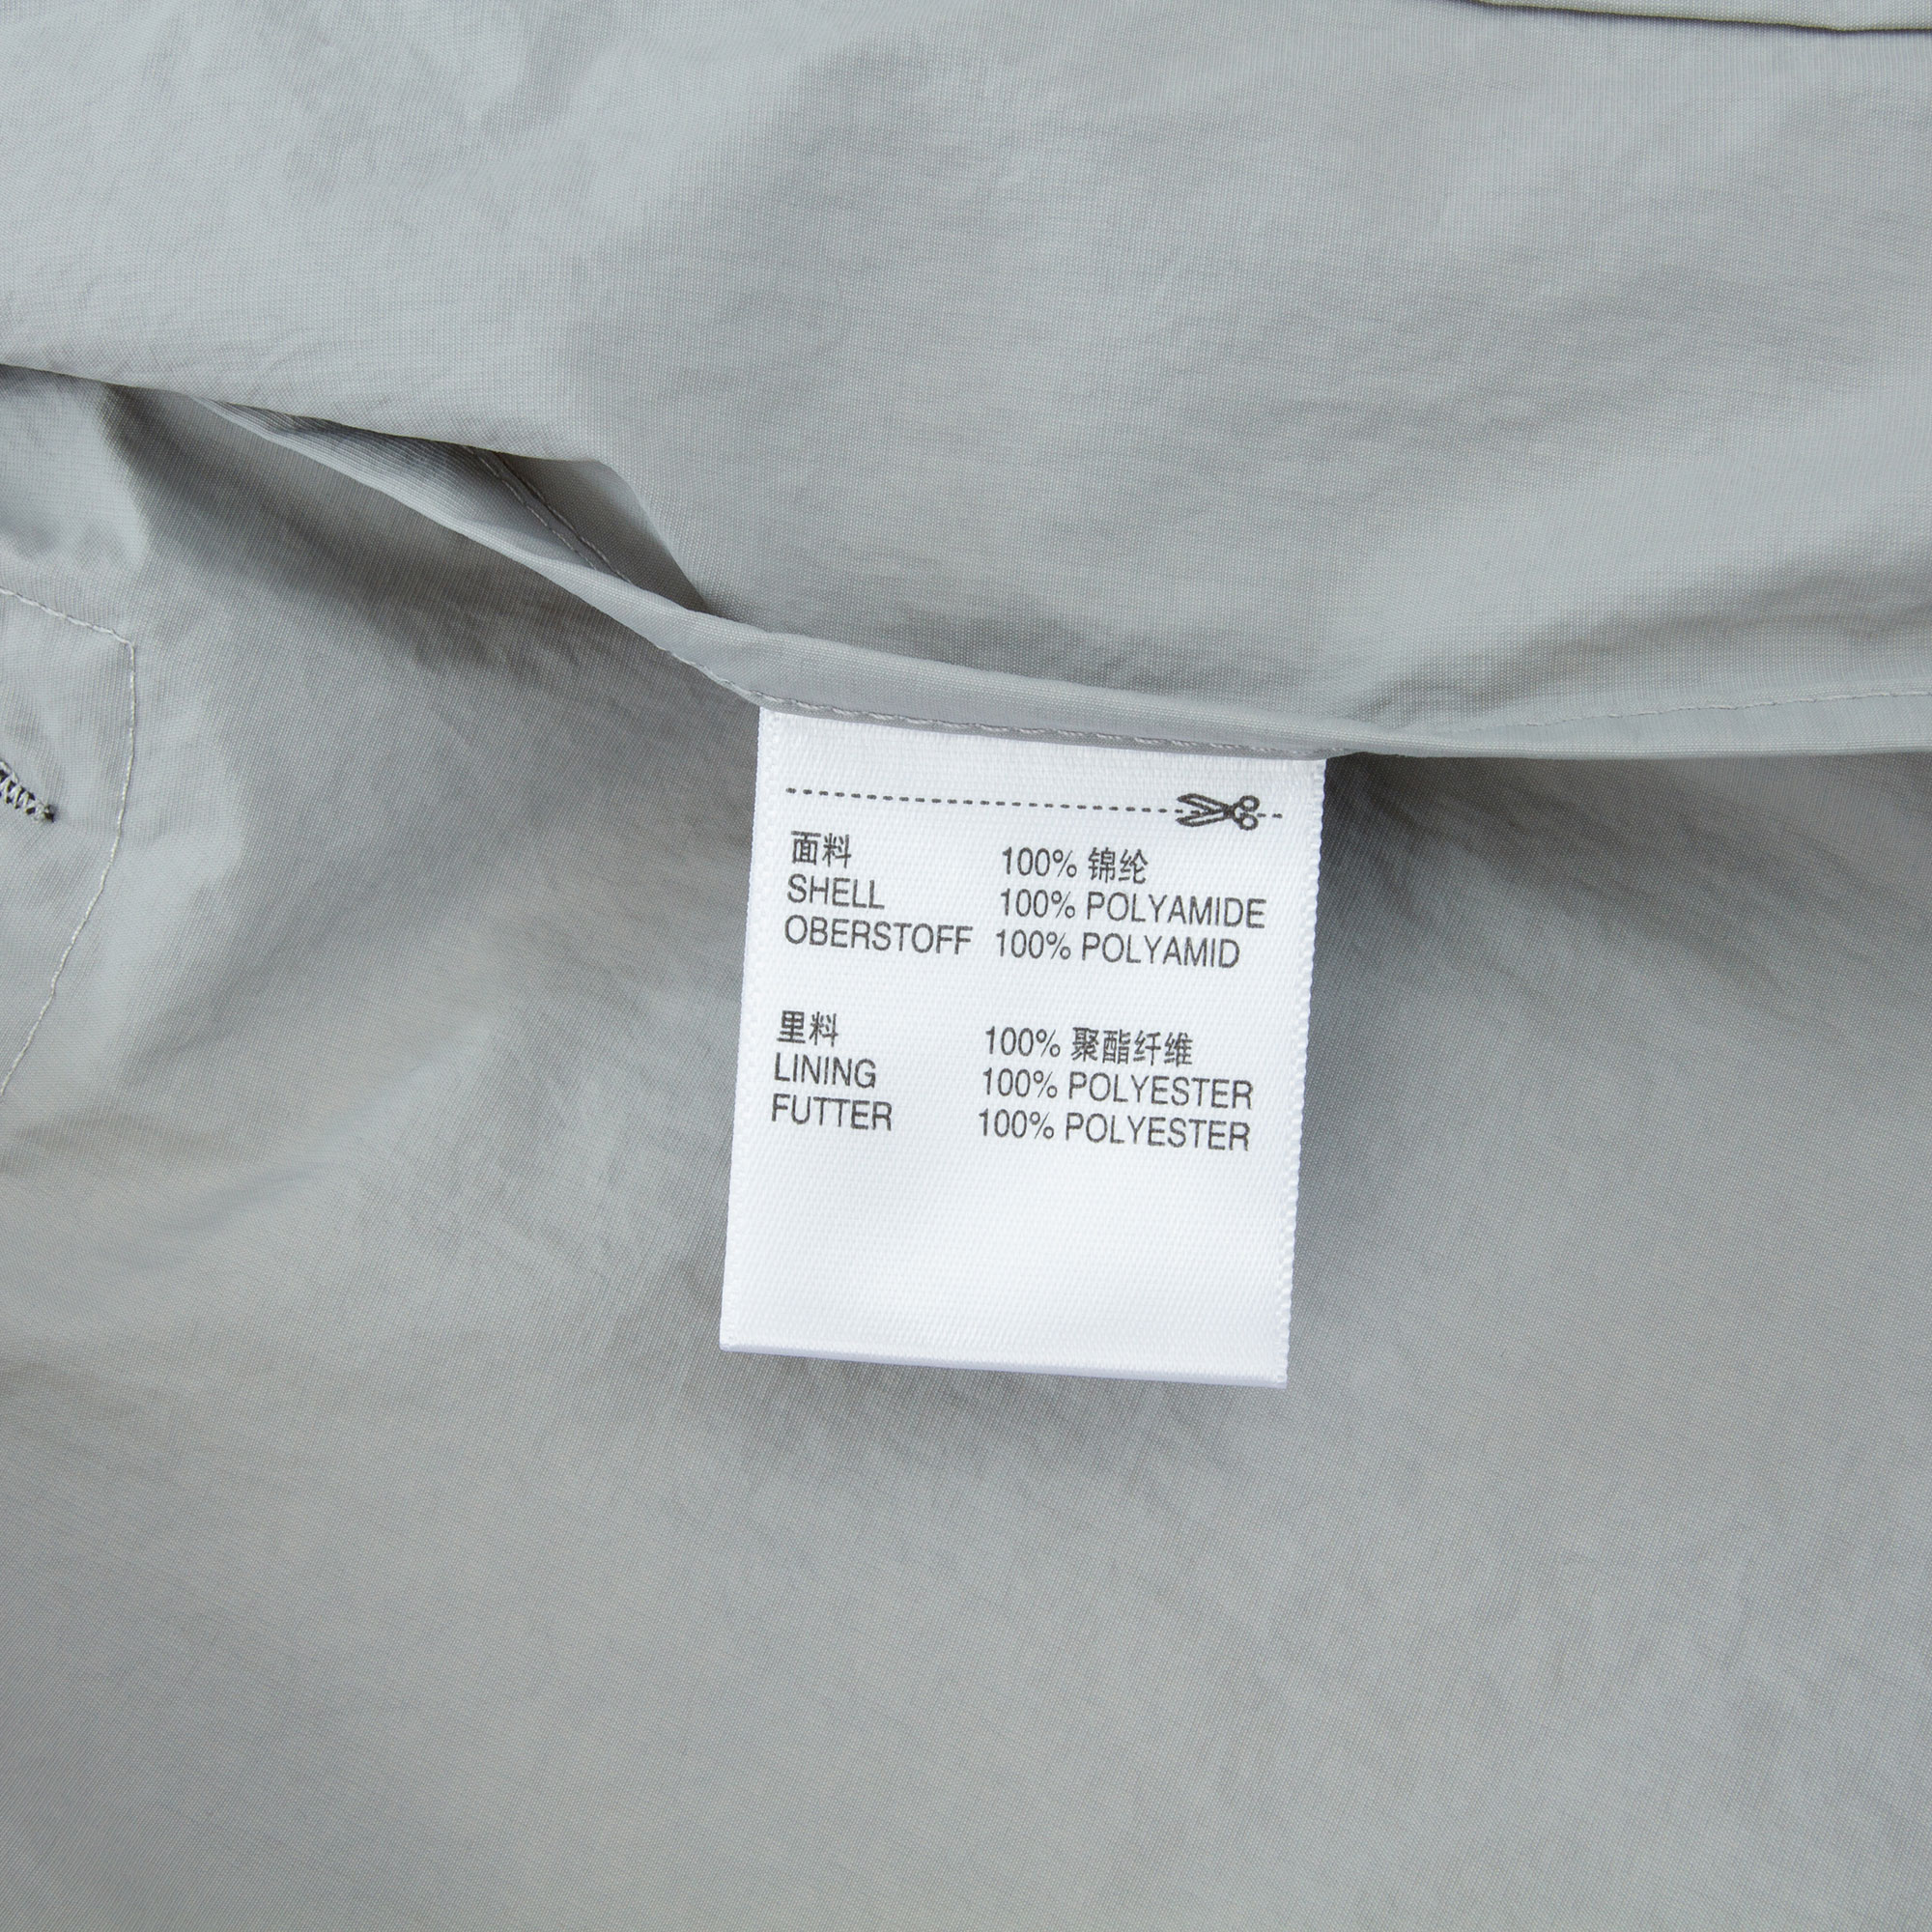 面料 100% 锦纶
SHELL 100% POLYAMIDE
OBERSTOFF 100% POLYAMID
里料 100% 聚酯纤维
LINING 100% POLYESTER
FUTTER 100% POLYESTER